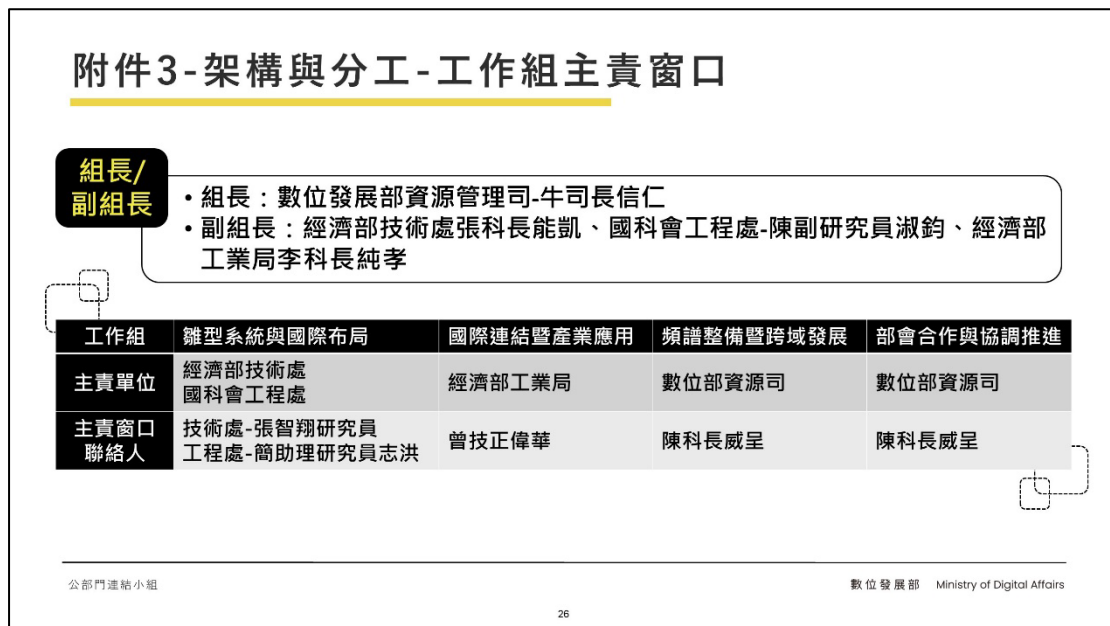 附件3-架構與分工-工作組主責窗口
組長/
副組長
• 組長：數位發展部資源管理司-牛司長信仁
• 副組長：經濟部技術處張科長能凱、國科會工程處-陳副研究員淑鈞、經濟部
工業局李科長純孝
工作組 雛型系統與國際布局 國際連結暨產業應用 頻譜整備暨跨域發展 部會合作與協調推進
主責單位 經濟部技術處
國科會工程處 經濟部工業局 數位部資源司 數位部資源司
主責窗口
聯絡人 技術處-張智翔研究員
工程處-簡助理研究員志洪 曾技正偉華 陳科長威呈 陳科長威呈
公部門連結小組 數位發展部 Ministry of Digital Affairs
26